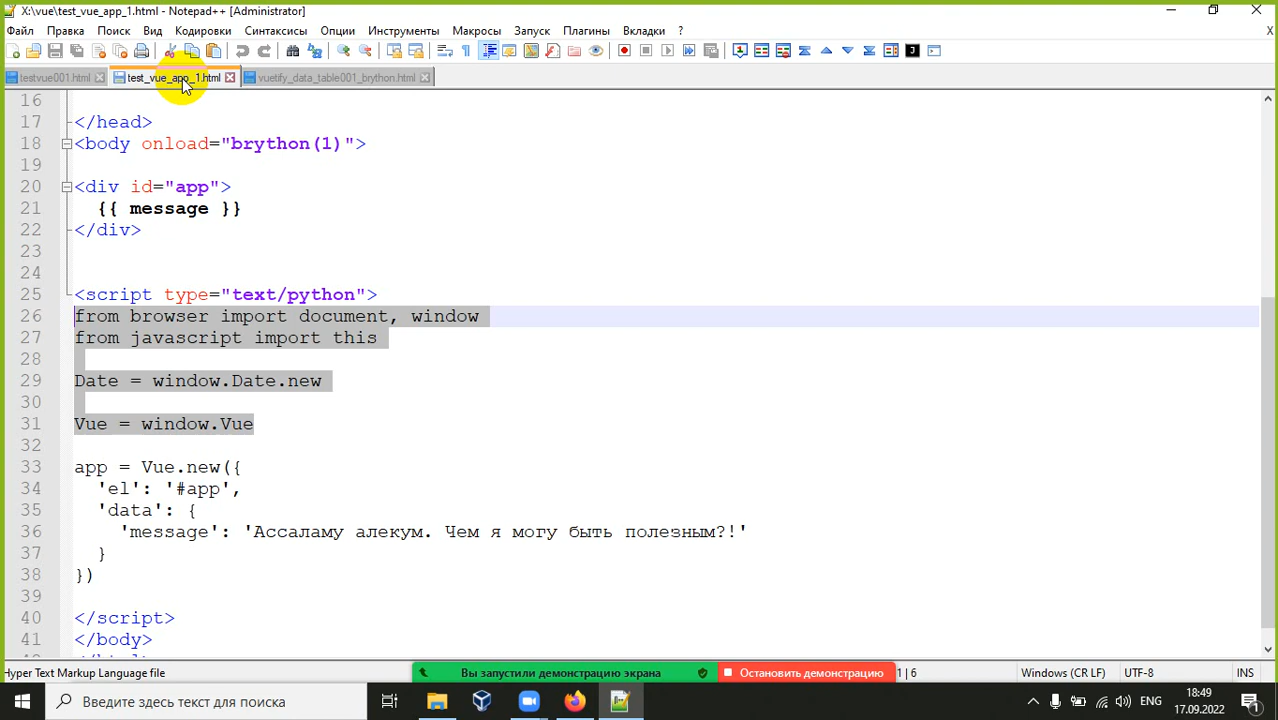 X:\vue\test_vue_app_1.html - Notepad++ [Administrator]
Файл Правка Поиск Вид Кодировки Синтаксисы Опции Инструменты Макросы Запуск Плагины Вкладки ? X
testvue001.html test_vue_app_1.html vuetify_data_table001_brython.html
16
17 </head>
18 <body onload="brython(1)">
19
20 <div id="app">
21 {{ message }}
22 </div>
23
24
25 <script type="text/python">
26 from browser import document, window
27 from javascript import this
28
29 Date = window.Date.new
30
31 Vue = window.Vue
32
33 app = Vue.new({
34 'el': '#app',
35 'data': {
36 'message': 'Ассаламу алекум. Чем я могу быть полезным?!'
37 }
38 })
39
40 </script>
41 </body>
Hyper Text Markup Language file Вы запустили демонстрацию экрана Остановить демонстрацию 1 | 6 Windows (CR LF) UTF-8 INS
Введите здесь текст для поиска ENG 18:49
17.09.2022 1